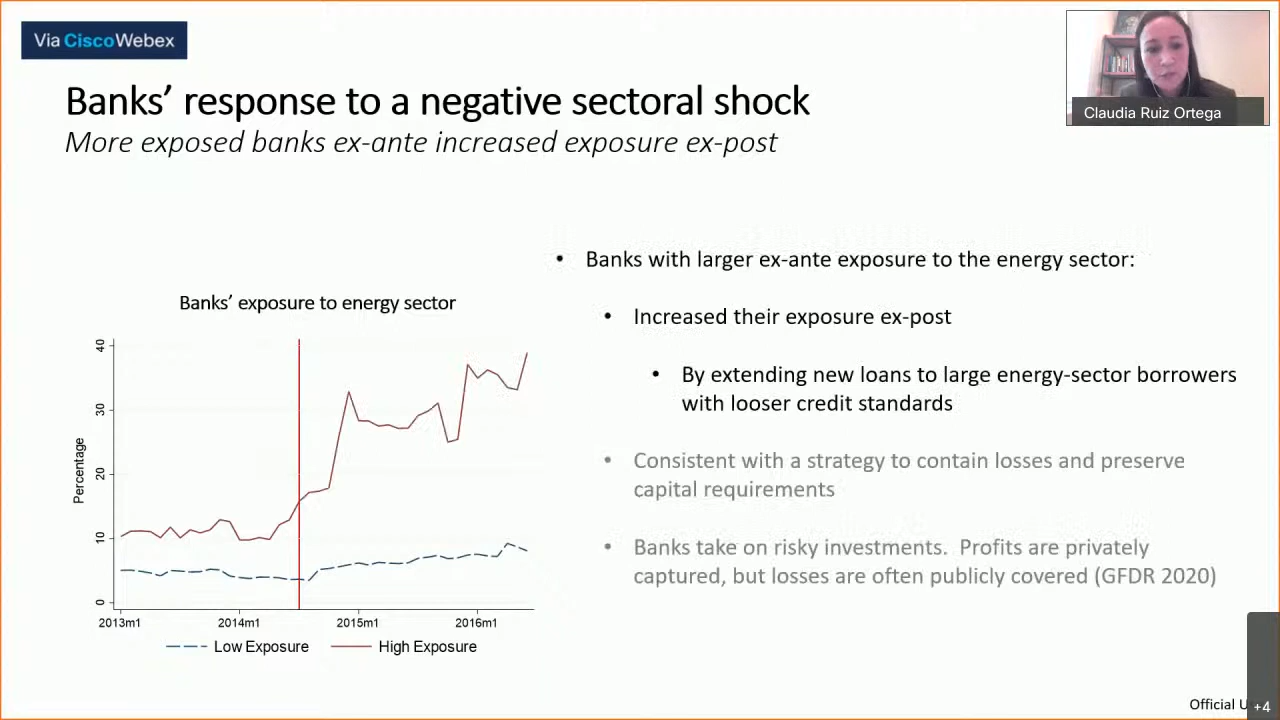 Via CiscoWebex
Claudia Ruiz Ortega
Banks' response to a negative sectoral shock
More exposed banks ex-ante increased exposure ex-post
Banks' exposure to energy sector
Percentage
40
30
20
10
0
2013m1 2014m1 2015m1 2016m1
Low Exposure High Exposure
• Banks with larger ex-ante exposure to the energy sector:
• Increased their exposure ex-post
• By extending new loans to large energy-sector borrowers
with looser credit standards
• Consistent with a strategy to contain losses and preserve
capital requirements
• Banks take on risky investments. Profits are privately
captured, but losses are often publicly covered (GFDR 2020)
Official
+4